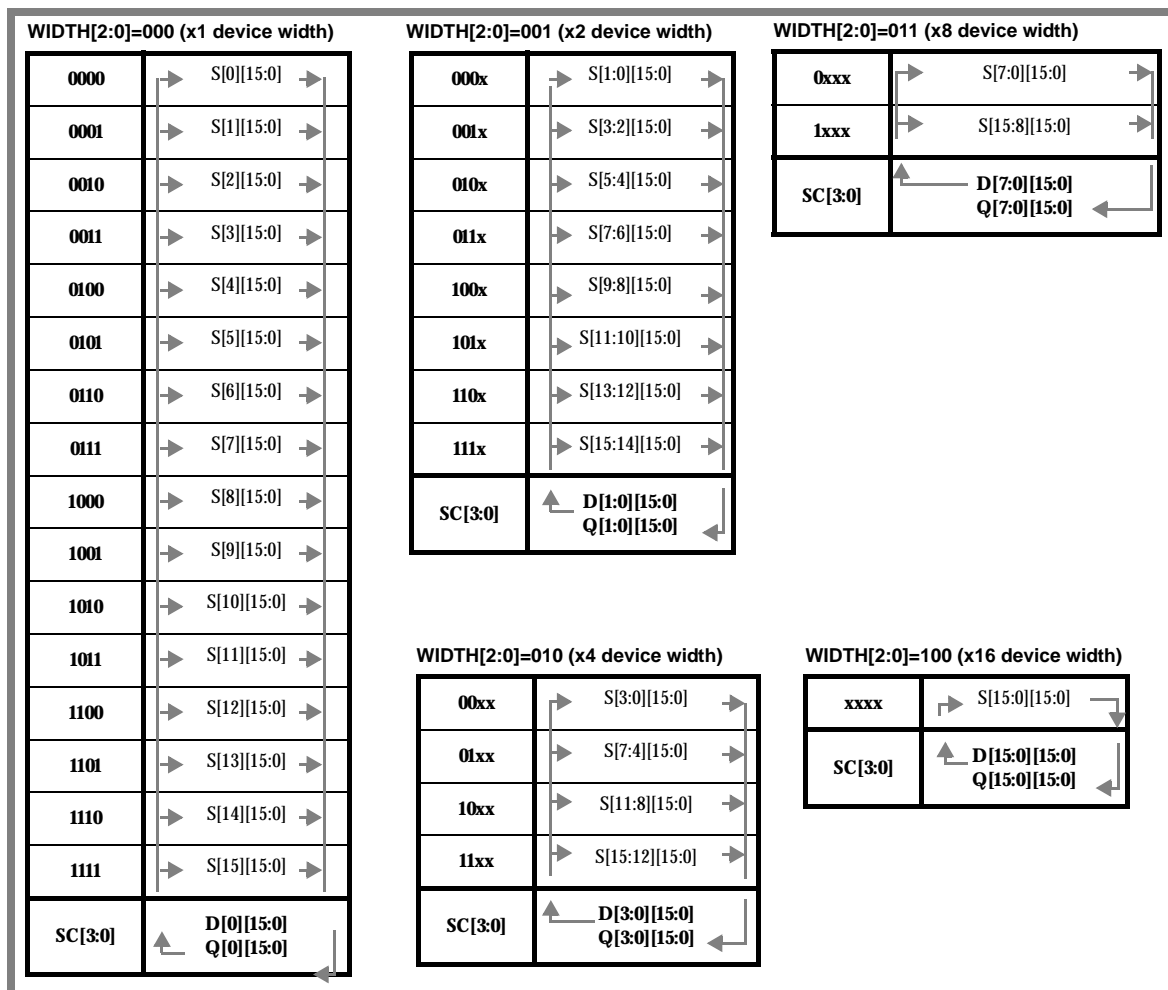 WIDTH[2:0]=000 (x1 device width)
0000 S[0][15:0]
0001 S[1][15:0]
0010 S[2][15:0]
0011 S[3][15:0]
0100 S[4][15:0]
0101 S[5][15:0]
0110 S[6][15:0]
0111 S[7][15:0]
1000 S[8][15:0]
1001 S[9][15:0]
1010 S[10][15:0]
1011 S[11][15:0]
1100 S[12][15:0]
1101 S[13][15:0]
1110 S[14][15:0]
1111 S[15][15:0]
SC[3:0] D[0][15:0]
Q[0][15:0]
WIDTH[2:0]=001 (x2 device width)
000x S[1:0][15:0]
001x S[3:2][15:0]
010x S[5:4][15:0]
011x S[7:6][15:0]
100x S[9:8][15:0]
101x S[11:10][15:0]
110x S[13:12][15:0]
111x S[15:14][15:0]
SC[3:0] D[1:0][15:0]
Q[1:0][15:0]
WIDTH[2:0]=011 (x8 device width)
0xxx S[7:0][15:0]
1xxx S[15:8][15:0]
SC[3:0] D[7:0][15:0]
Q[7:0][15:0]
WIDTH[2:0]=010 (x4 device width)
00xx S[3:0][15:0]
01xx S[7:4][15:0]
10xx S[11:8][15:0]
11xx S[15:12][15:0]
SC[3:0] D[3:0][15:0]
Q[3:0][15:0]
WIDTH[2:0]=100 (x16 device width)
xxxx S[15:0][15:0]
SC[3:0] D[15:0][15:0]
Q[15:0][15:0]